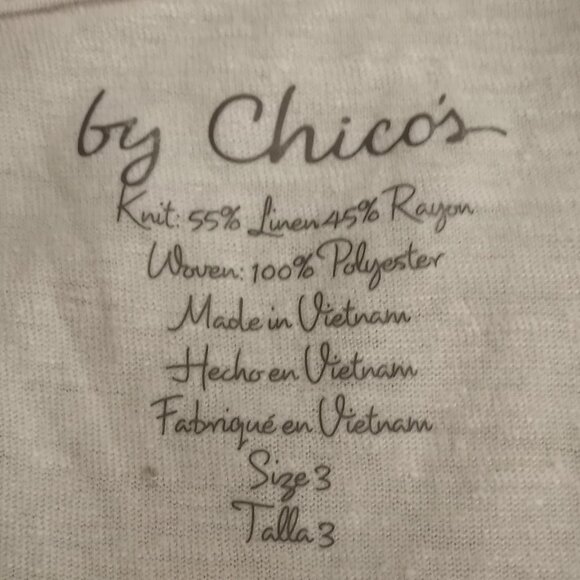 by Chico's
Knit: 55% Linen 45% Rayon
Woven: 100% Polyester
Made in Vietnam
Hecho en Vietnam
Fabriqué en Vietnam
Size 3
Talla 3